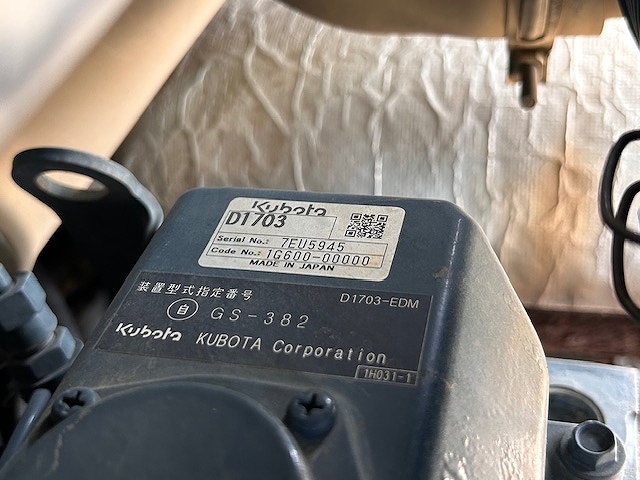 Kubota
D1703
Serial No.: 7EU5945
Code No.: 1G600-00000
MADE IN JAPAN
装置型式指定番号 D1703-EDM
自 GS-382
Kubota KUBOTA Corporation
1H031-1